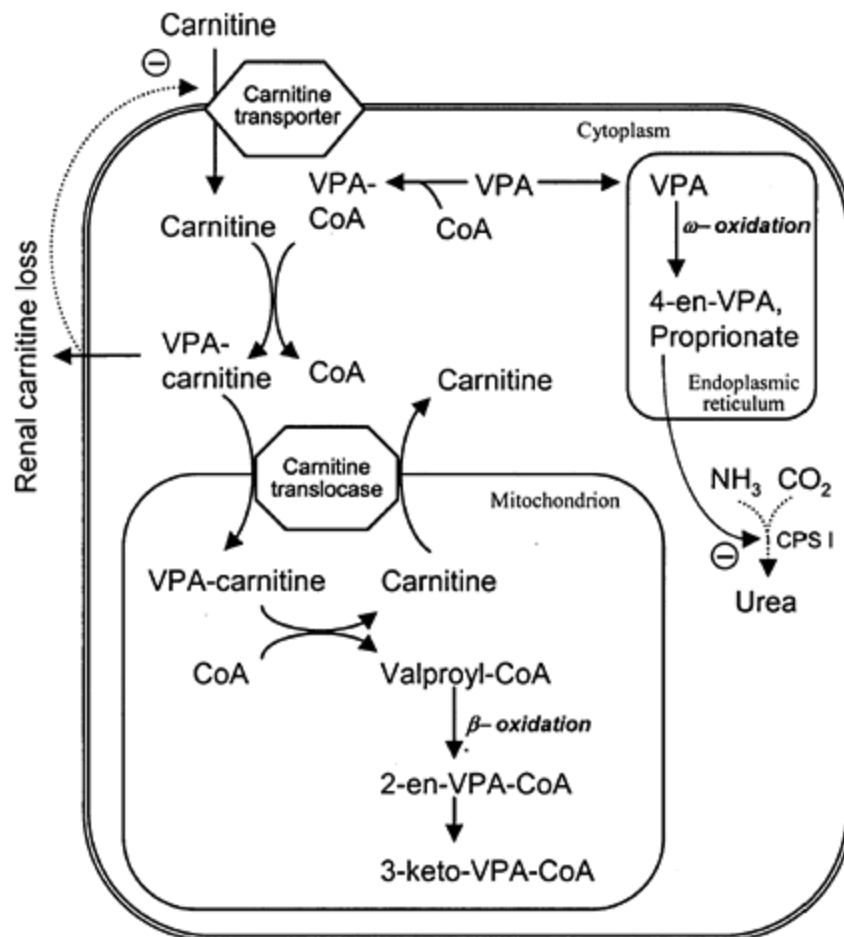 Carnitine
⊖
Carnitine
transporter
Cytoplasm
VPA-
CoA
VPA
CoA
VPA
ω– oxidation
4-en-VPA,
Proprionate
Endoplasmic
reticulum
Carnitine
Renal carnitine loss
VPA-
carnitine
CoA
Carnitine
Carnitine
translocase
Mitochondrion
NH₃ CO₂
⊖
CPS I
Urea
VPA-carnitine
Carnitine
CoA
Valproyl-CoA
β– oxidation
2-en-VPA-CoA
3-keto-VPA-CoA